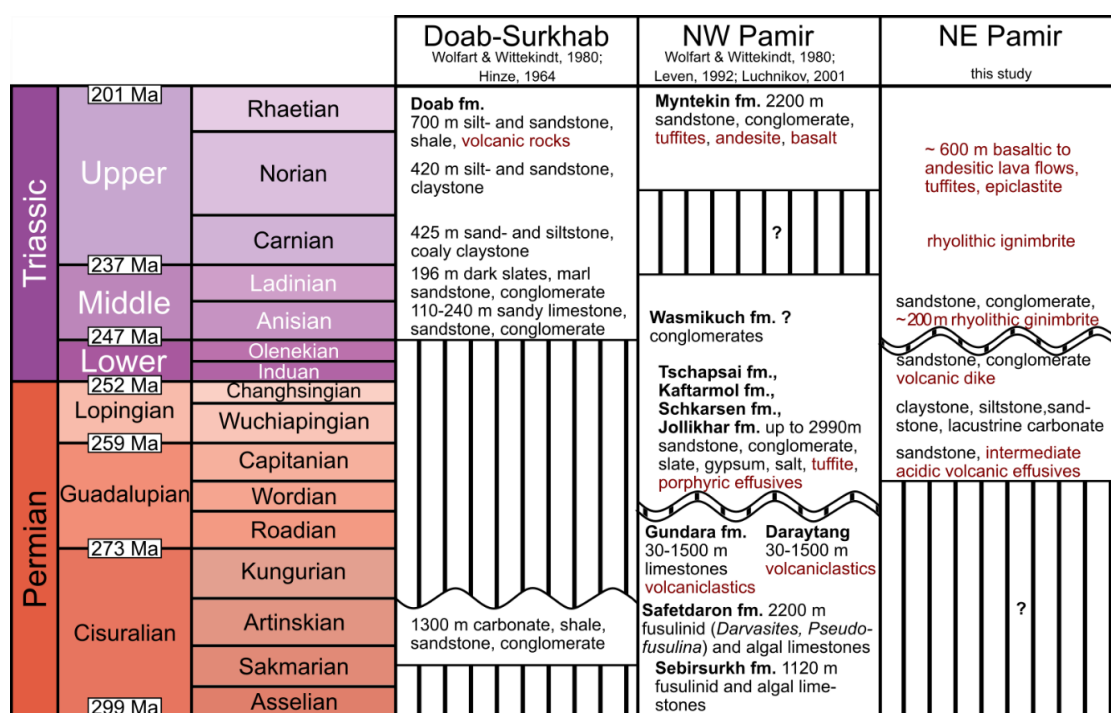 Doab-Surkhab
Wolfart & Wittekindt, 1980;
Hinze, 1964
NW Pamir
Wolfart & Wittekindt, 1980;
Leven, 1992; Luchnikov, 2001
NE Pamir
this study
Triassic
Permian
201 Ma
Upper
237 Ma
Middle
247 Ma
Lower
252 Ma
Lopingian
259 Ma
Guadalupian
273 Ma
Cisuralian
299 Ma
Rhaetian
Norian
Carnian
Ladinian
Anisian
Olenekian
Induan
Changhsingian
Wuchiapingian
Capitanian
Wordian
Roadian
Kungurian
Artinskian
Sakmarian
Asselian
Doab fm.
700 m silt- and sandstone,
shale, volcanic rocks
420 m silt- and sandstone,
claystone
425 m sand- and siltstone,
coaly claystone
196 m dark slates, marl
sandstone, conglomerate
110-240 m sandy limestone,
sandstone, conglomerate
1300 m carbonate, shale,
sandstone, conglomerate
Myntekin fm. 2200 m
sandstone, conglomerate,
tuffites, andesite, basalt
?
Wasmikuch fm. ?
conglomerates
Tschapsai fm.,
Kaftarmol fm.,
Schkarsen fm.,
Jollikhar fm. up to 2990m
sandstone, conglomerate,
slate, gypsum, salt, tuffite,
porphyric effusives
Gundara fm.
30-1500 m
limestones
volcaniclastics
Daraytang
30-1500 m
volcaniclastics
Safetdaron fm. 2200 m
fusulinid (Darvasites, Pseudo-
fusulina) and algal limestones
Sebirsurkh fm. 1120 m
fusulinid and algal lime-
stones
~ 600 m basaltic to
andesitic lava flows,
tuffites, epiclastite
rhyolithic ignimbrite
sandstone, conglomerate,
~200 m rhyolithic ginimbrite
sandstone, conglomerate
volcanic dike
claystone, siltstone,sand-
stone, lacustrine carbonate
sandstone, intermediate
acidic volcanic effusives
?